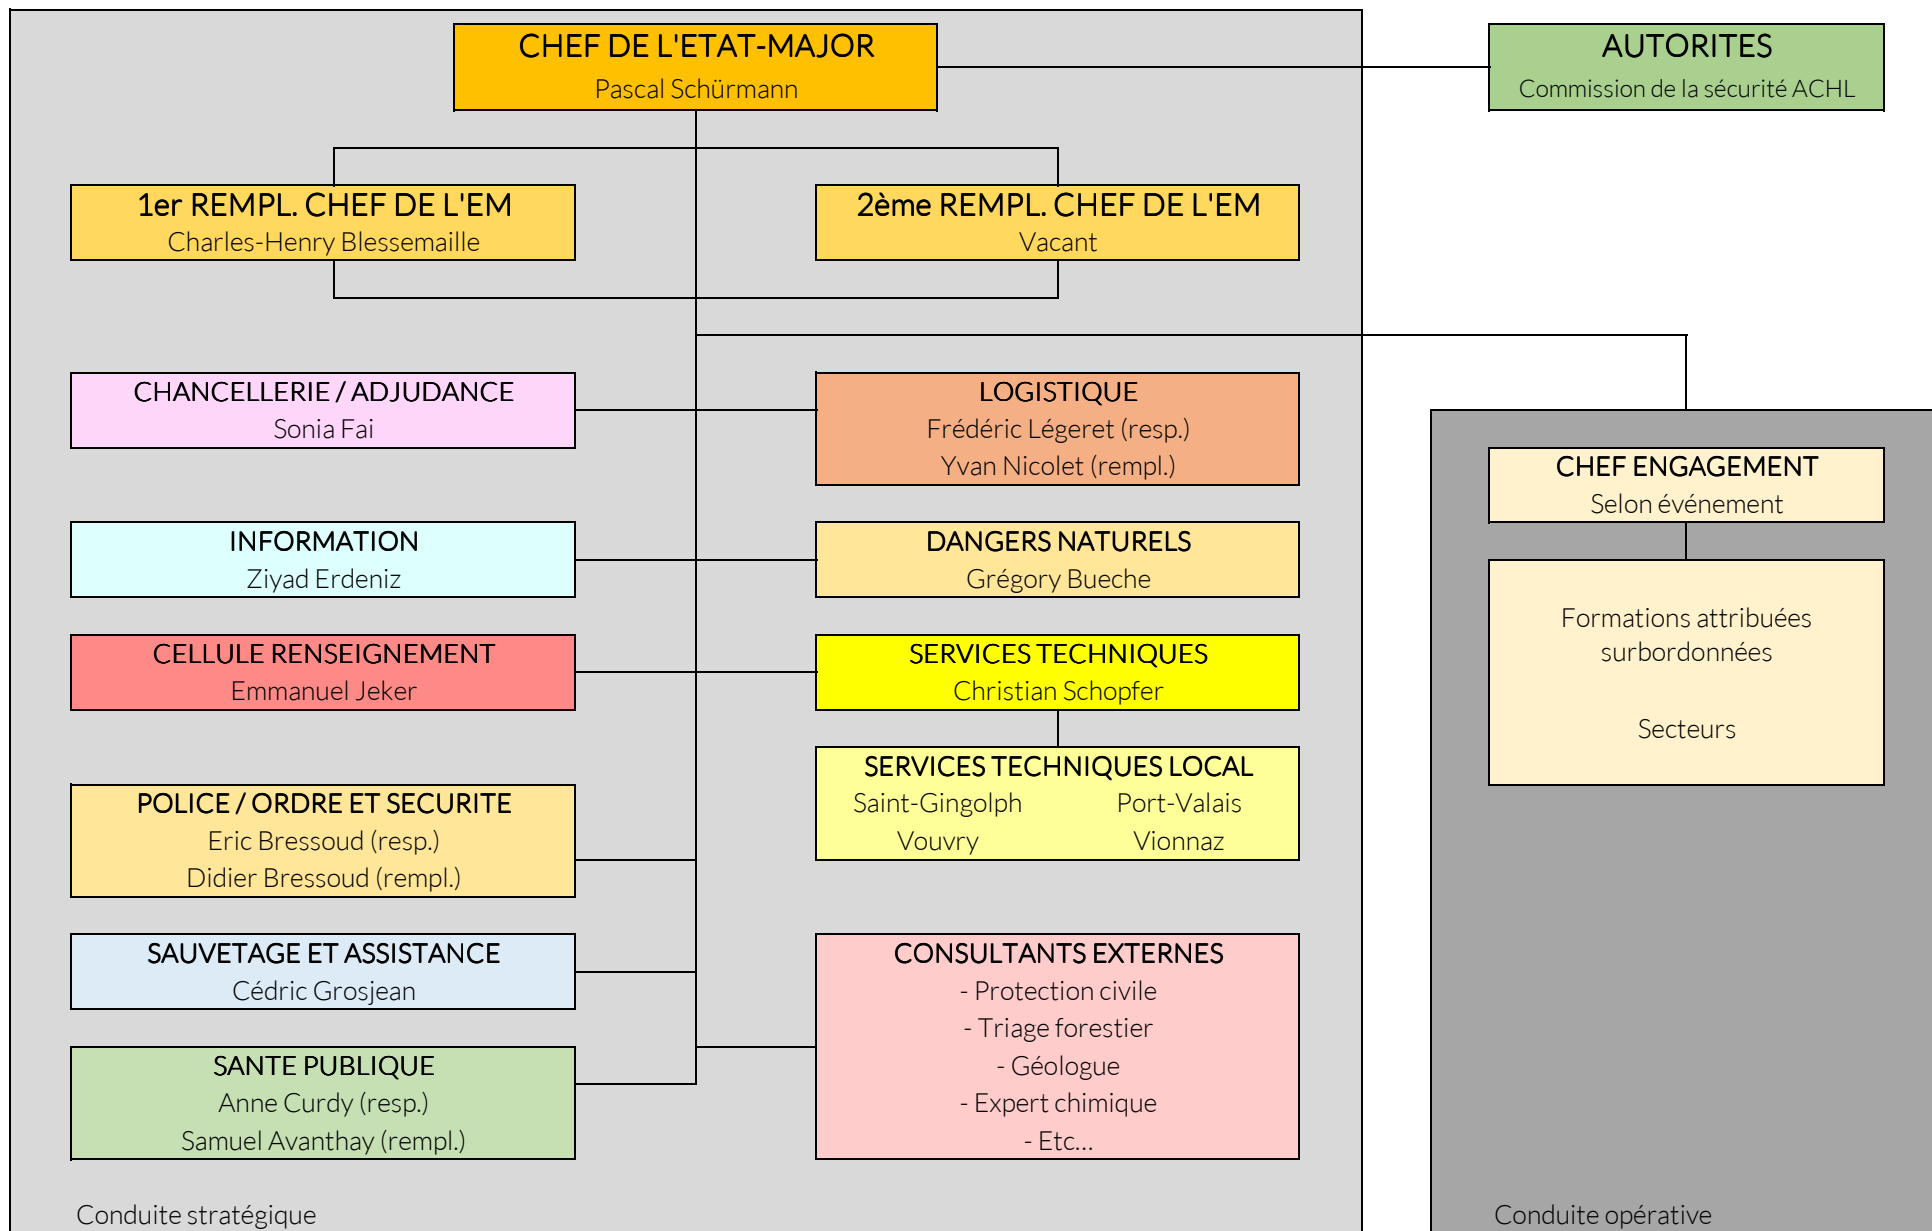 CHEF DE L'ETAT-MAJOR
Pascal Schürmann
AUTORITES
Commission de la sécurité ACHL
1er REMPL. CHEF DE L'EM
Charles-Henry Blessemaille
2ème REMPL. CHEF DE L'EM
Vacant
CHANCELLERIE / ADJUDANCE
Sonia Fai
LOGISTIQUE
Frédéric Légeret (resp.)
Yvan Nicolet (rempl.)
CHEF ENGAGEMENT
Selon événement
INFORMATION
Ziyad Erdeniz
DANGERS NATURELS
Grégory Bueche
Formations attribuées
surbordonnées
Secteurs
CELLULE RENSEIGNEMENT
Emmanuel Jeker
SERVICES TECHNIQUES
Christian Schopfer
SERVICES TECHNIQUES LOCAL
Saint-Gingolph Port-Valais
Vouvry Vionnaz
POLICE / ORDRE ET SECURITE
Eric Bressoud (resp.)
Didier Bressoud (rempl.)
SAUVETAGE ET ASSISTANCE
Cédric Grosjean
CONSULTANTS EXTERNES
- Protection civile
- Triage forestier
- Géologue
- Expert chimique
- Etc...
SANTE PUBLIQUE
Anne Curdy (resp.)
Samuel Avanthay (rempl.)
Conduite stratégique
Conduite opérative